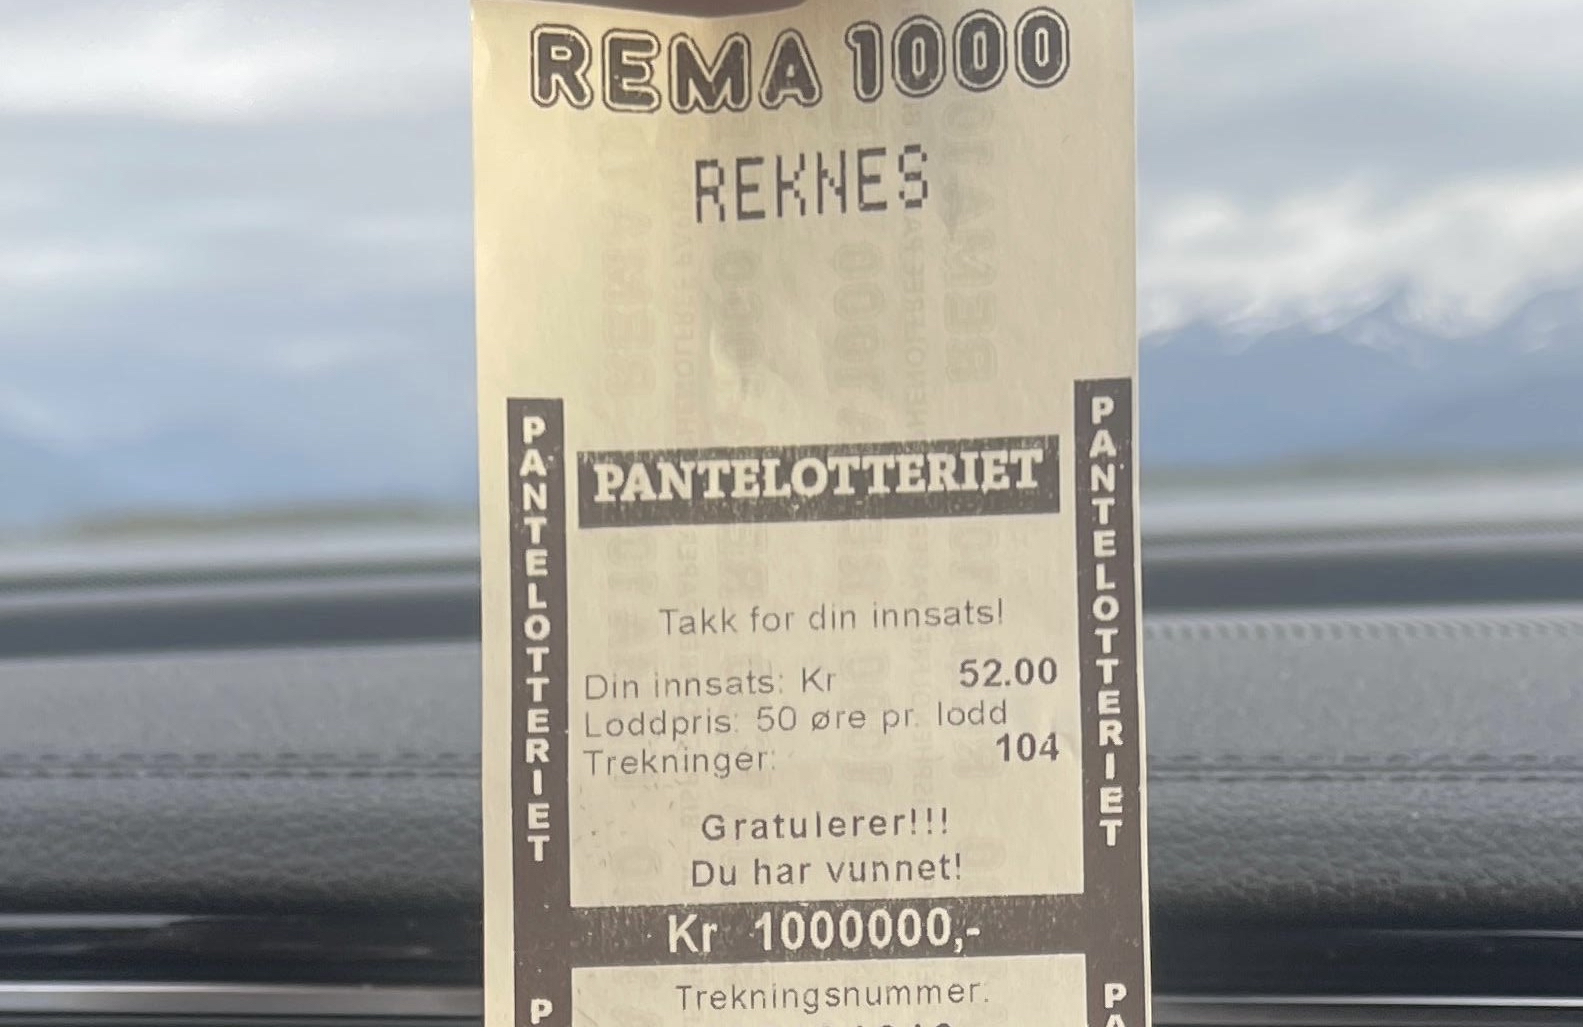 REMA 1000
REKNES
PANTELOTTERIET
PANTELOTTERIET
PANTELOTTERIET
Takk for din innsats!
Din innsats: Kr 52.00
Loddpris: 50 øre pr. lodd
Trekninger: 104
Gratulerer!!!
Du har vunnet!
Kr 1000000,-
Trekningsnummer:
P
PA